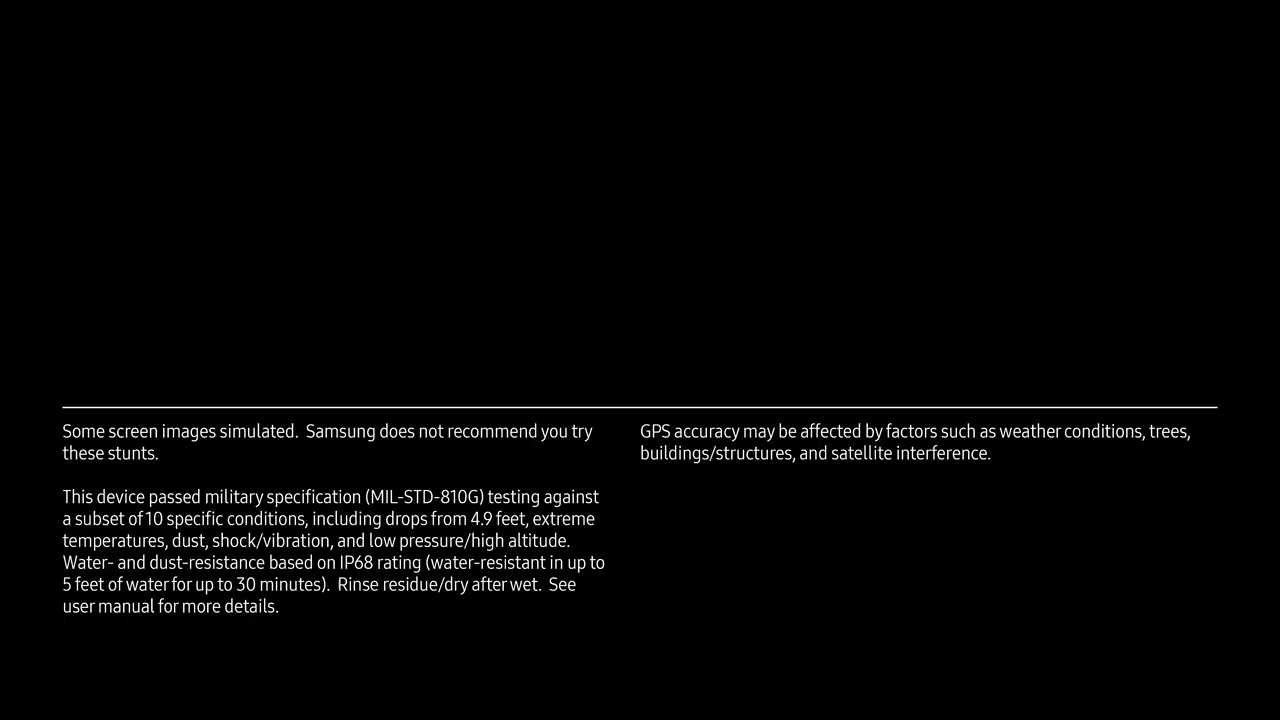 Some screen images simulated.  Samsung does not recommend you try
these stunts.
This device passed military specification (MIL-STD-810G) testing against
a subset of 10 specific conditions, including drops from 4.9 feet, extreme
temperatures, dust, shock/vibration, and low pressure/high altitude.
Water- and dust-resistance based on IP68 rating (water-resistant in up to
5 feet of water for up to 30 minutes).  Rinse residue/dry after wet.  See
user manual for more details.
GPS accuracy may be affected by factors such as weather conditions, trees,
buildings/structures, and satellite interference.